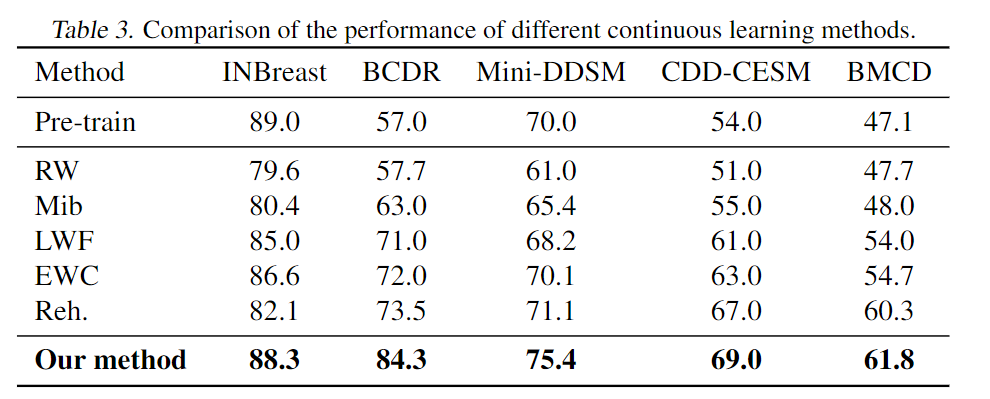 Table 3. Comparison of the performance of different continuous learning methods.
Method INBreast BCDR Mini-DDSM CDD-CESM BMCD
Pre-train 89.0 57.0 70.0 54.0 47.1
RW 79.6 57.7 61.0 51.0 47.7
Mib 80.4 63.0 65.4 55.0 48.0
LWF 85.0 71.0 68.2 61.0 54.0
EWC 86.6 72.0 70.1 63.0 54.7
Reh. 82.1 73.5 71.1 67.0 60.3
Our method 88.3 84.3 75.4 69.0 61.8